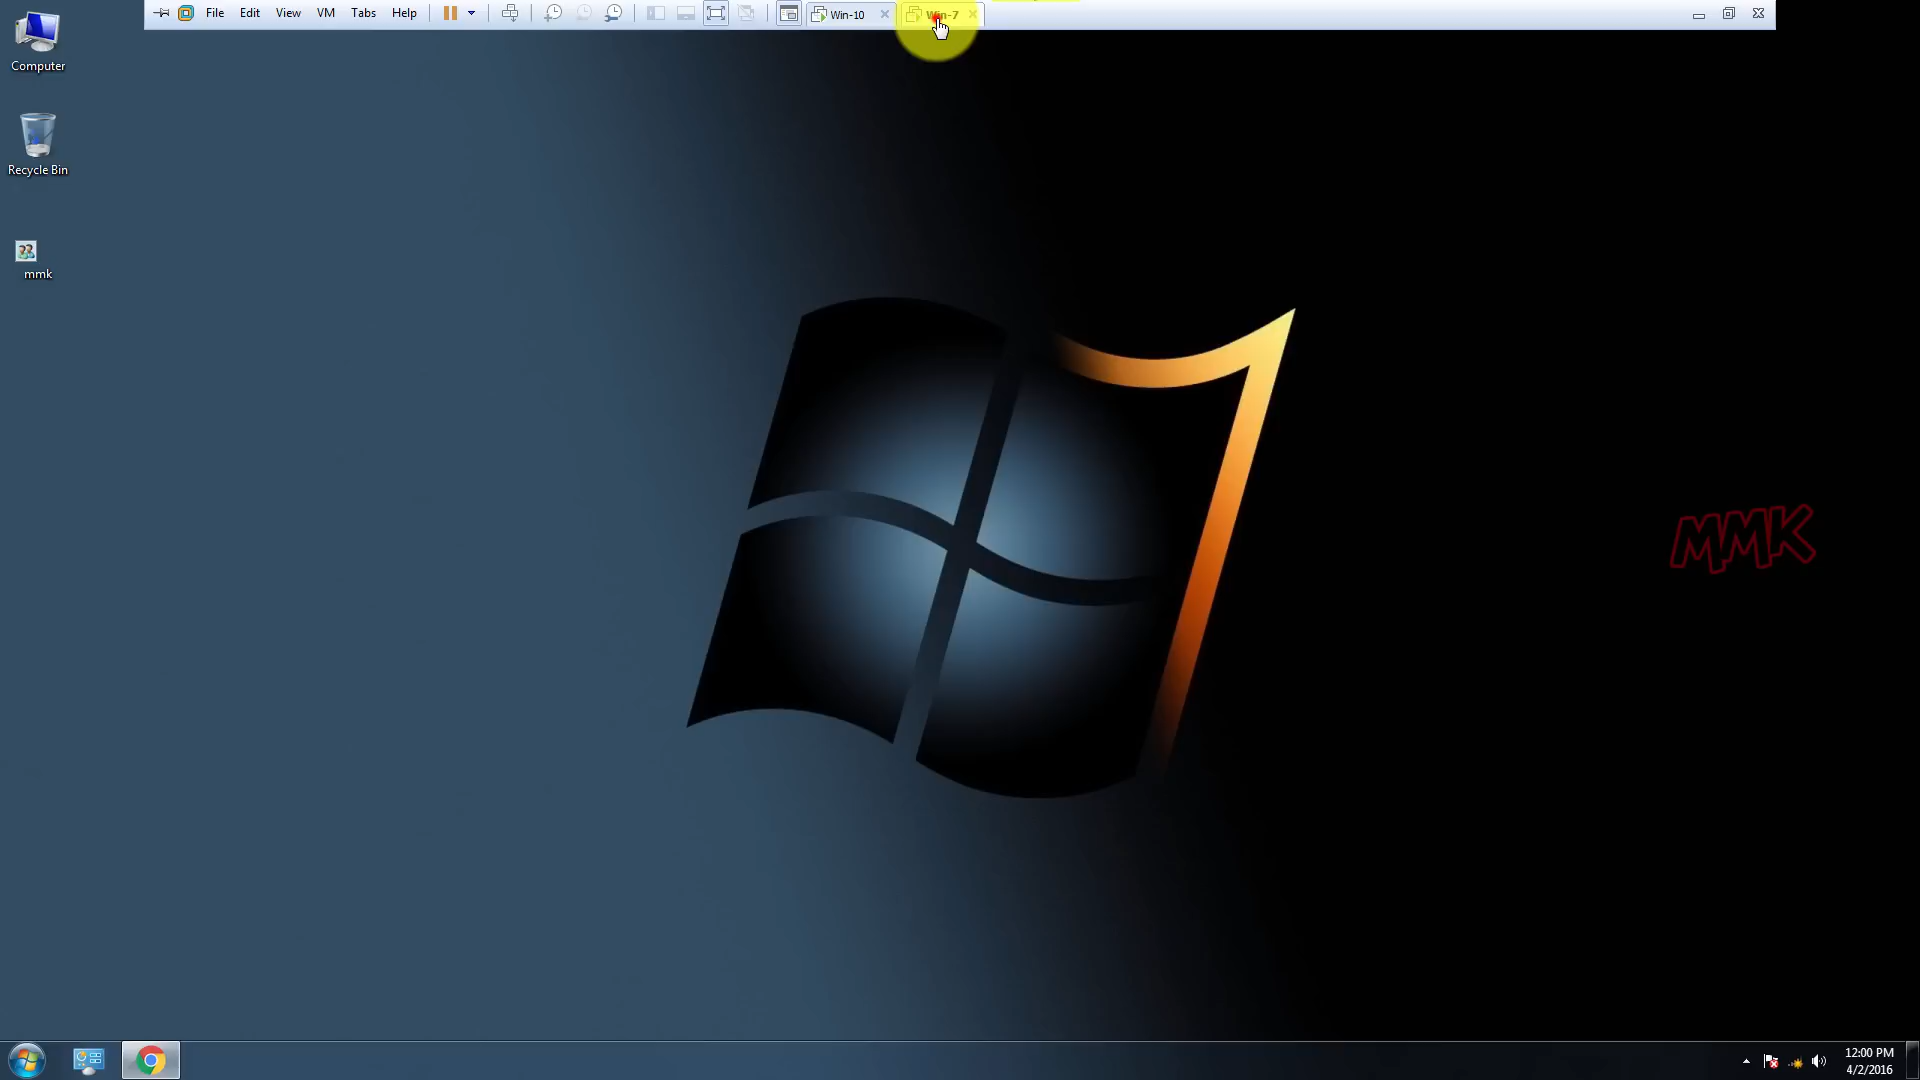 File Edit View VM Tabs Help Win-10 Win-7
Computer
Recycle Bin
mmk
MMK
12:00 PM
4/2/2016